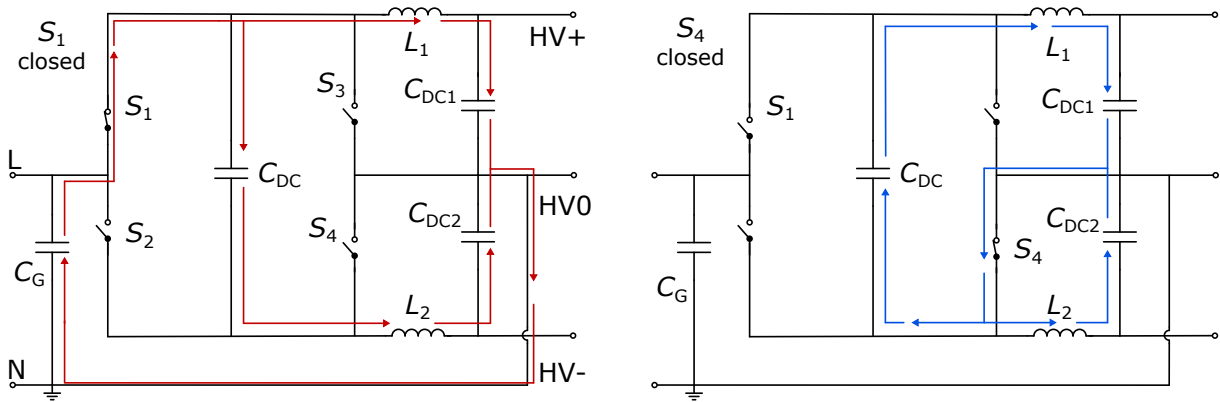 S1
closed
L1
HV+
S1
S3
CDC1
L
CDC
HV0
S2
S4
CDC2
CG
L2
N
HV-
S4
closed
L1
S1
CDC1
CDC
CDC2
S4
CG
L2